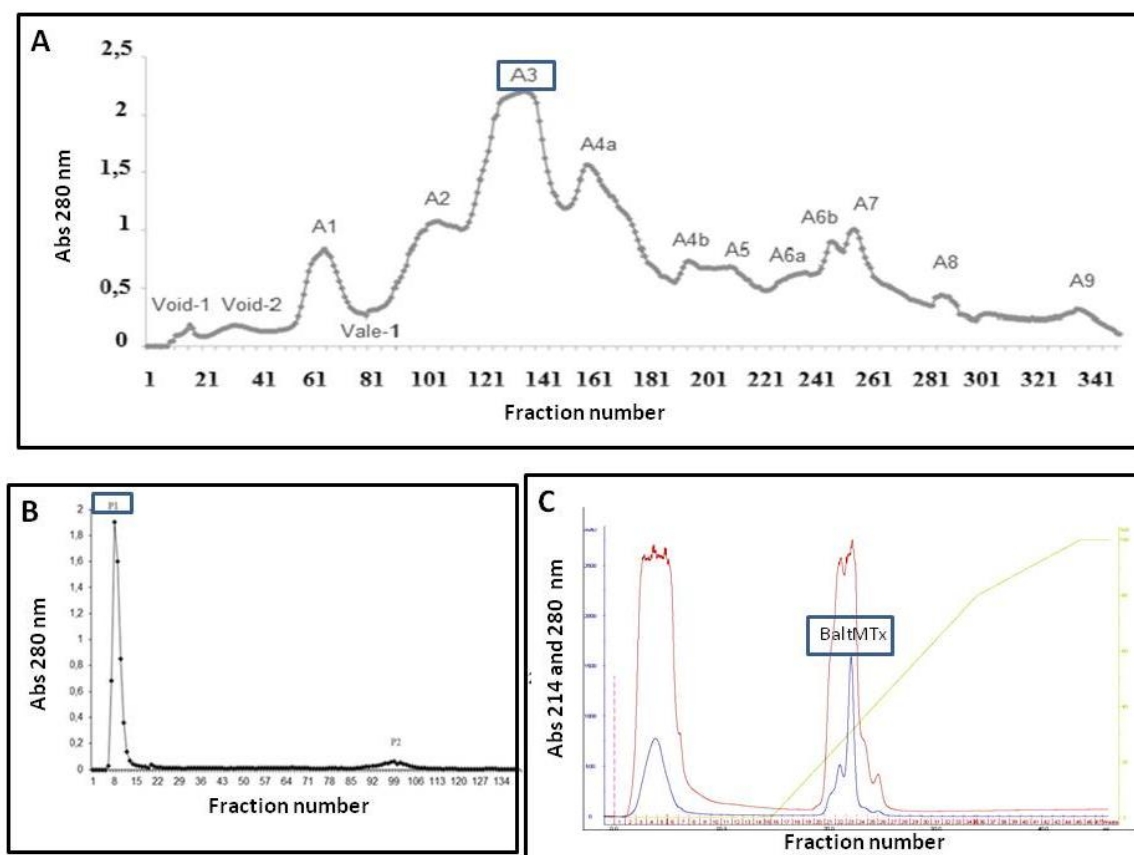 A
2,5
2
1,5
1
0,5
0
Abs 280 nm
Void-1
Void-2
A1
Vale-1
A2
A3
A4a
A4b
A5
A6a
A6b
A7
A8
A9
1 21 41 61 81 101 121 141 161 181 201 221 241 261 281 301 321 341
Fraction number
B
P1
2
1,8
1,6
1,4
1,2
1
0,8
0,6
0,4
0,2
0
Abs 280 nm
P2
1 8 15 22 29 36 43 50 57 64 71 78 85 92 99 106 113 120 127 134
Fraction number
C
Abs 214 and 280 nm
BaltMTx
Fraction number